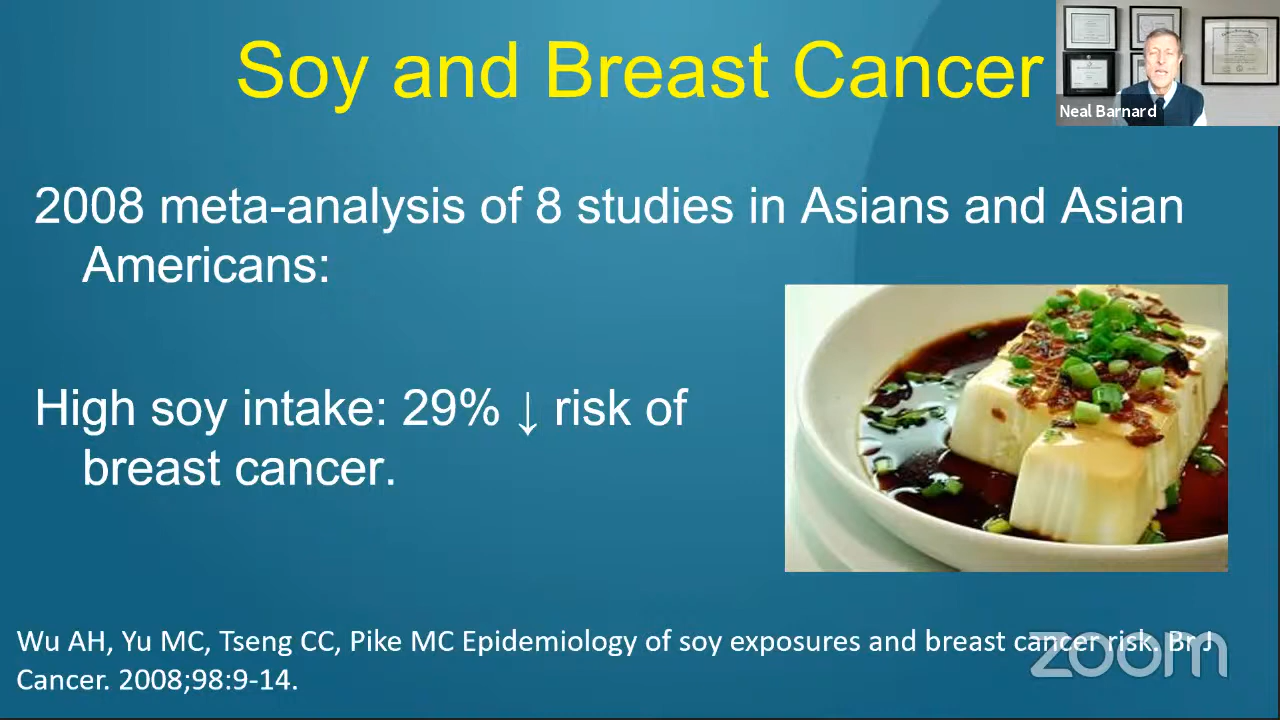 Soy and Breast Cancer
Neal Barnard
2008 meta-analysis of 8 studies in Asians and Asian
Americans:
High soy intake: 29% ↓ risk of
breast cancer.
Wu AH, Yu MC, Tseng CC, Pike MC Epidemiology of soy exposures and breast cancer risk. Br J
Cancer. 2008;98:9-14.
zoom